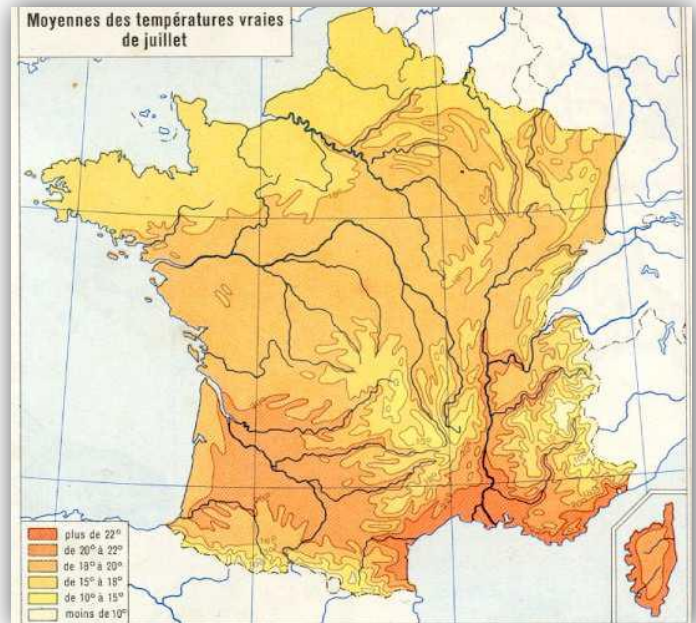 Moyennes des températures vraies
de juillet
plus de 22°
de 20° à 22°
de 18° à 20°
de 15° à 18°
de 10° à 15°
moins de 10°